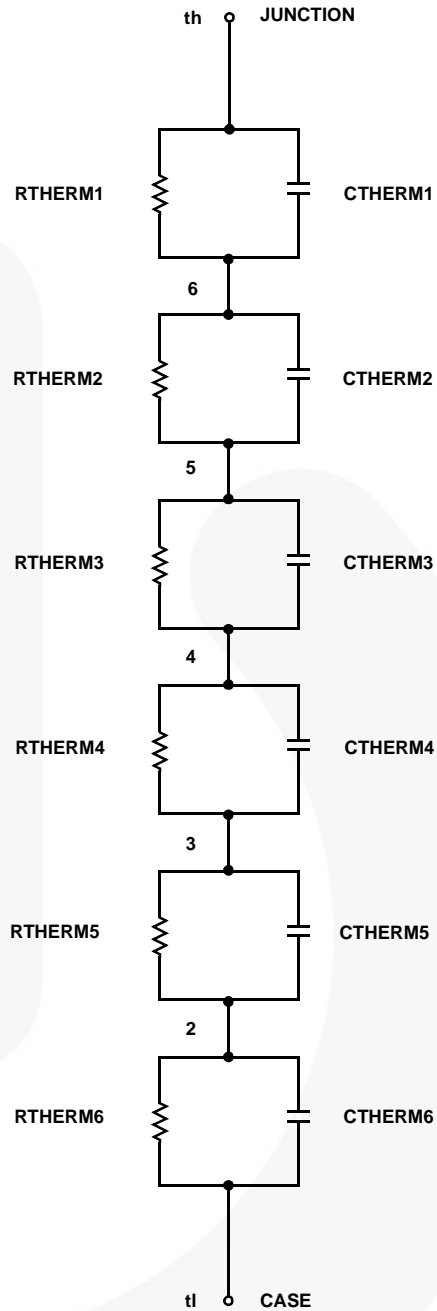 th JUNCTION
RTHERM1 CTHERM1
6
RTHERM2 CTHERM2
5
RTHERM3 CTHERM3
4
RTHERM4 CTHERM4
3
RTHERM5 CTHERM5
2
RTHERM6 CTHERM6
tl CASE